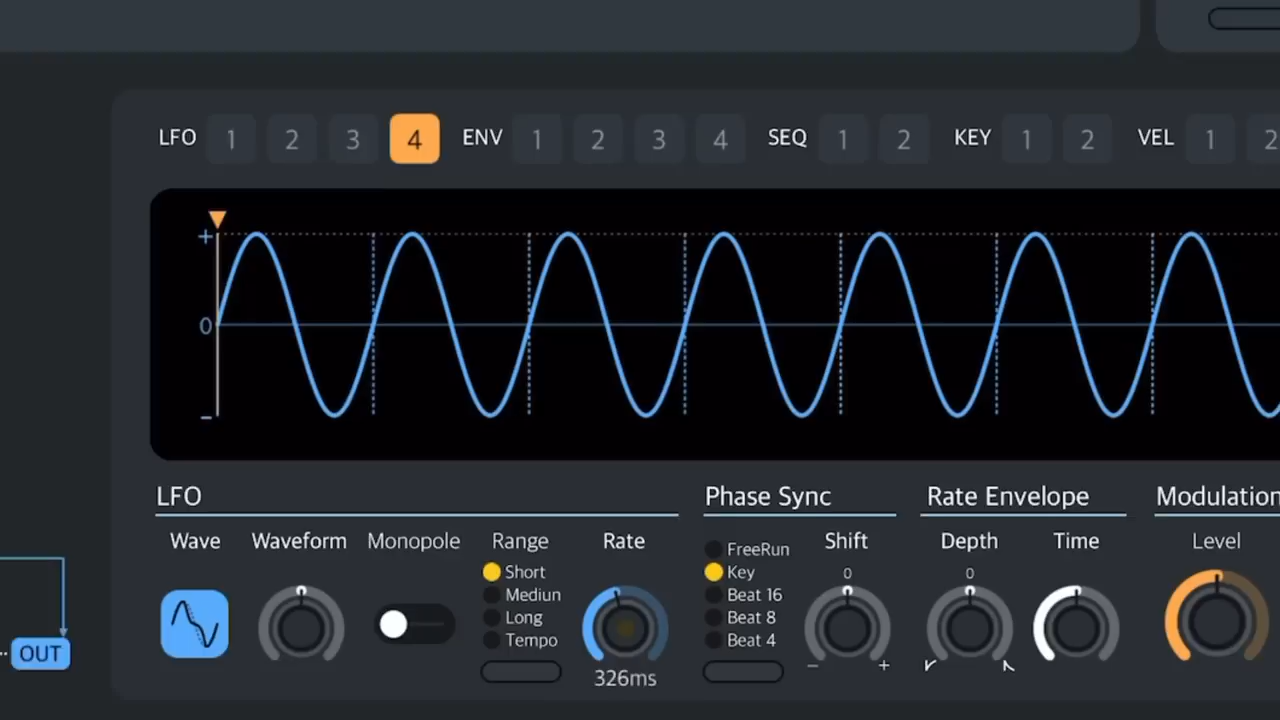 LFO 1 2 3 4 ENV 1 2 3 4 SEQ 1 2 KEY 1 2 VEL 1 2
+
0
−
LFO Phase Sync Rate Envelope Modulation
Wave Waveform Monopole Range Rate Shift Depth Time Level
FreeRun
Short Key 0 0
Mediun Beat 16
Long Beat 8
Tempo Beat 4
OUT
− +
326ms